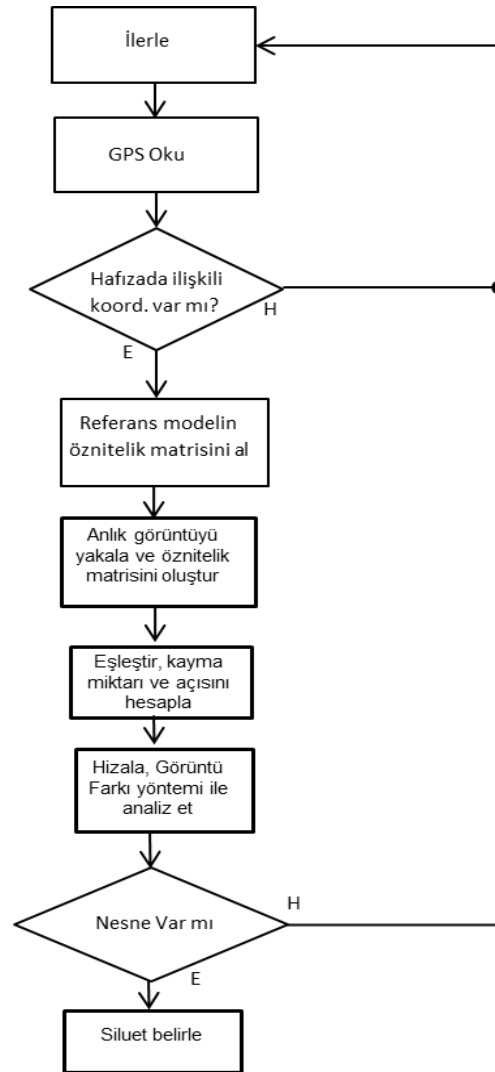 İlerle
GPS Oku
Hafızada ilişkili
koord. var mı?
H
E
Referans modelin
öznitelik matrisini al
Anlık görüntüyü
yakala ve öznitelik
matrisini oluştur
Eşleştir, kayma
miktarı ve açısını
hesapla
Hizala, Görüntü
Farkı yöntemi ile
analiz et
H
Nesne Var mı
E
Siluet belirle